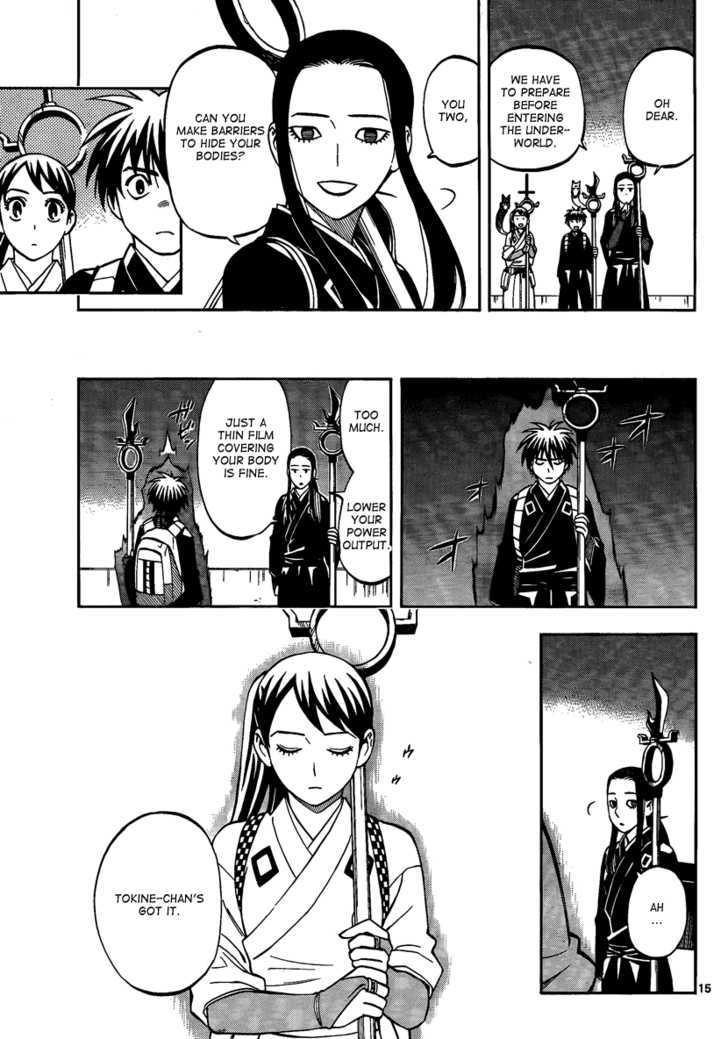 OH
DEAR.
WE HAVE
TO PREPARE
BEFORE
ENTERING
THE UNDER-
WORLD.
YOU
TWO,
CAN YOU
MAKE BARRIERS
TO HIDE YOUR
BODIES?
TOO
MUCH.
LOWER
YOUR
POWER
OUTPUT.
JUST A
THIN FILM
COVERING
YOUR BODY
IS FINE.
AH
...
TOKINE-CHAN'S
GOT IT.
15